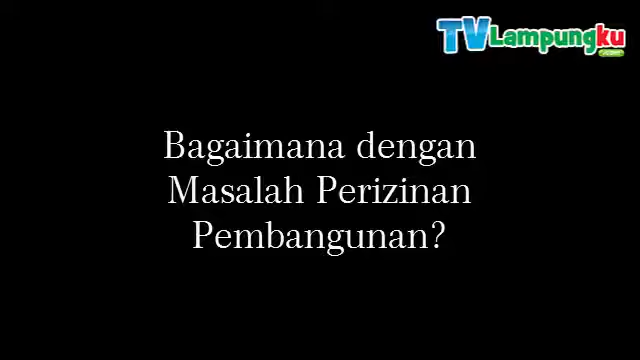 TVLampungku
Bagaimana dengan
Masalah Perizinan
Pembangunan?